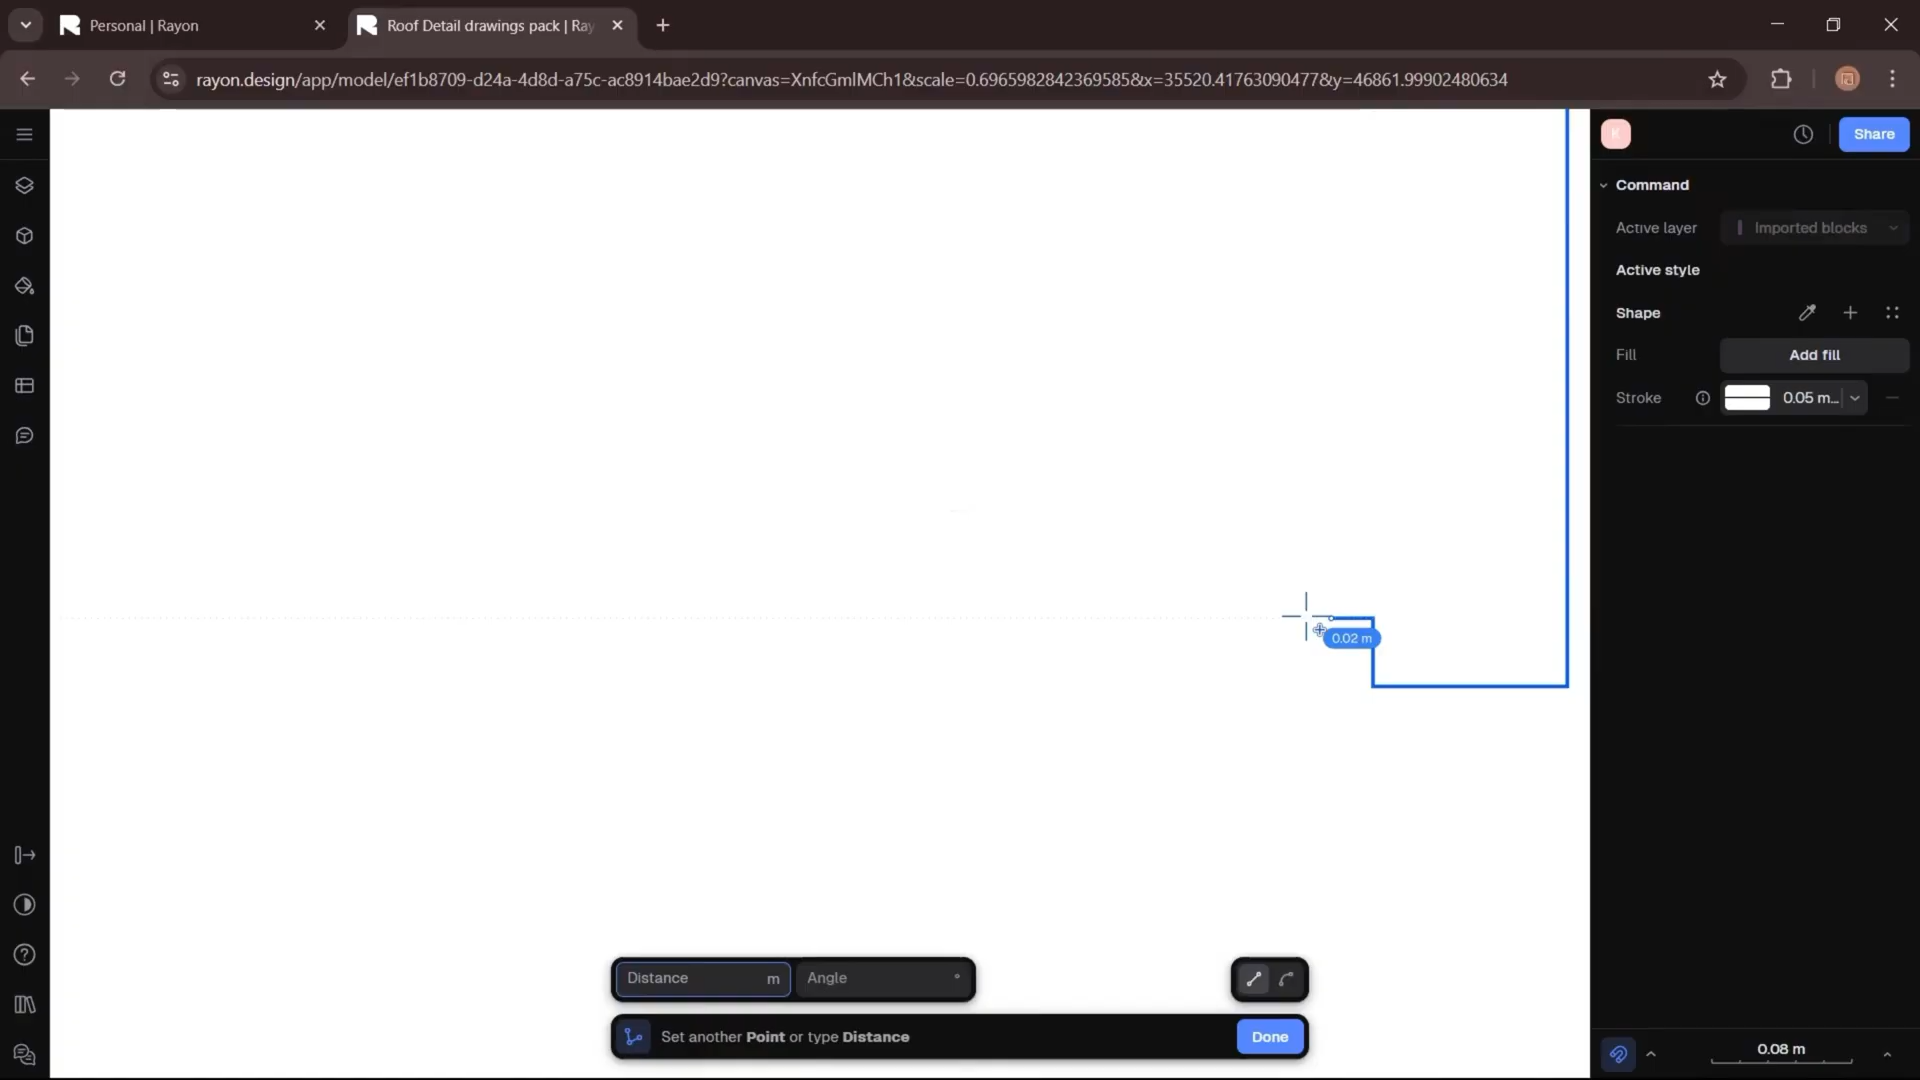 Personal | Rayon
Roof Detail drawings pack | Ray
rayon.design/app/model/ef1b8709-d24a-4d8d-a75c-ac8914bae2d9?canvas=XnfcGmlMCh1&scale=0.6965982842369585&x=35520.41763090477&y=46861.99902480634
K
Share
Command
Active layer
Imported blocks
Active style
Shape
Fill
Add fill
Stroke
0.05 m...
0.02 m
Distance m
Angle °
Set another Point or type Distance
Done
0.08 m